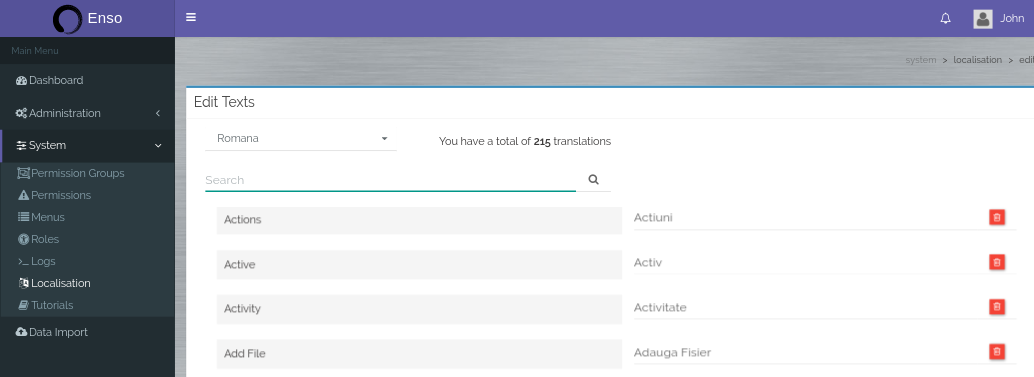 Enso
John
Main Menu
system > localisation > edit
Dashboard
Administration
System
Permission Groups
Permissions
Menus
Roles
Logs
Localisation
Tutorials
Data Import
Edit Texts
Romana
You have a total of 215 translations
Search
Actions
Actiuni
Active
Activ
Activity
Activitate
Add File
Adauga Fisier